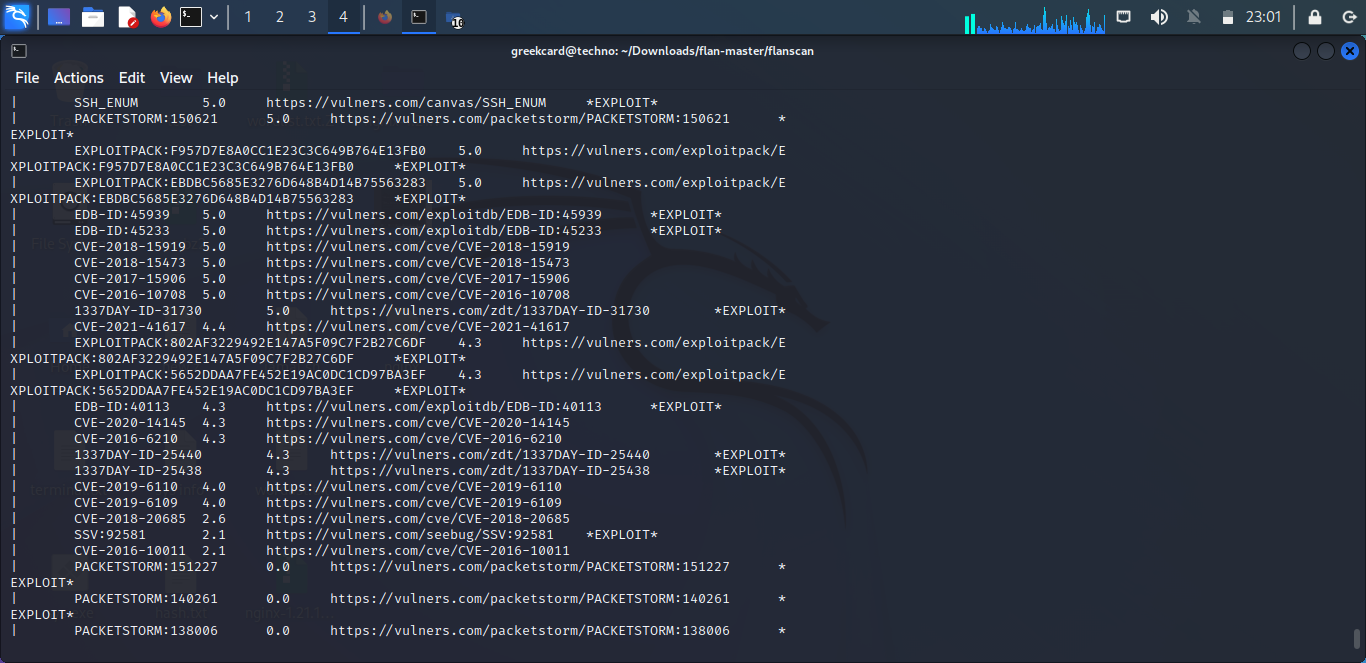 1 2 3 4 10 23:01
greekcard@techno: ~/Downloads/flan-master/flanscan
File Actions Edit View Help
| SSH_ENUM 5.0 https://vulners.com/canvas/SSH_ENUM *EXPLOIT*
| PACKETSTORM:150621 5.0 https://vulners.com/packetstorm/PACKETSTORM:150621 *
EXPLOIT*
| EXPLOITPACK:F957D7E8A0CC1E23C3C649B764E13FB0 5.0 https://vulners.com/exploitpack/E
XPLOITPACK:F957D7E8A0CC1E23C3C649B764E13FB0 *EXPLOIT*
| EXPLOITPACK:EBDBC5685E3276D648B4D14B75563283 5.0 https://vulners.com/exploitpack/E
XPLOITPACK:EBDBC5685E3276D648B4D14B75563283 *EXPLOIT*
| EDB-ID:45939 5.0 https://vulners.com/exploitdb/EDB-ID:45939 *EXPLOIT*
| EDB-ID:45233 5.0 https://vulners.com/exploitdb/EDB-ID:45233 *EXPLOIT*
| CVE-2018-15919 5.0 https://vulners.com/cve/CVE-2018-15919
| CVE-2018-15473 5.0 https://vulners.com/cve/CVE-2018-15473
| CVE-2017-15906 5.0 https://vulners.com/cve/CVE-2017-15906
| CVE-2016-10708 5.0 https://vulners.com/cve/CVE-2016-10708
| 1337DAY-ID-31730 5.0 https://vulners.com/zdt/1337DAY-ID-31730 *EXPLOIT*
| CVE-2021-41617 4.4 https://vulners.com/cve/CVE-2021-41617
| EXPLOITPACK:802AF3229492E147A5F09C7F2B27C6DF 4.3 https://vulners.com/exploitpack/E
XPLOITPACK:802AF3229492E147A5F09C7F2B27C6DF *EXPLOIT*
| EXPLOITPACK:5652DDAA7FE452E19AC0DC1CD97BA3EF 4.3 https://vulners.com/exploitpack/E
XPLOITPACK:5652DDAA7FE452E19AC0DC1CD97BA3EF *EXPLOIT*
| EDB-ID:40113 4.3 https://vulners.com/exploitdb/EDB-ID:40113 *EXPLOIT*
| CVE-2020-14145 4.3 https://vulners.com/cve/CVE-2020-14145
| CVE-2016-6210 4.3 https://vulners.com/cve/CVE-2016-6210
| 1337DAY-ID-25440 4.3 https://vulners.com/zdt/1337DAY-ID-25440 *EXPLOIT*
| 1337DAY-ID-25438 4.3 https://vulners.com/zdt/1337DAY-ID-25438 *EXPLOIT*
| CVE-2019-6110 4.0 https://vulners.com/cve/CVE-2019-6110
| CVE-2019-6109 4.0 https://vulners.com/cve/CVE-2019-6109
| CVE-2018-20685 2.6 https://vulners.com/cve/CVE-2018-20685
| SSV:92581 2.1 https://vulners.com/seebug/SSV:92581 *EXPLOIT*
| CVE-2016-10011 2.1 https://vulners.com/cve/CVE-2016-10011
| PACKETSTORM:151227 0.0 https://vulners.com/packetstorm/PACKETSTORM:151227 *
EXPLOIT*
| PACKETSTORM:140261 0.0 https://vulners.com/packetstorm/PACKETSTORM:140261 *
EXPLOIT*
| PACKETSTORM:138006 0.0 https://vulners.com/packetstorm/PACKETSTORM:138006 *